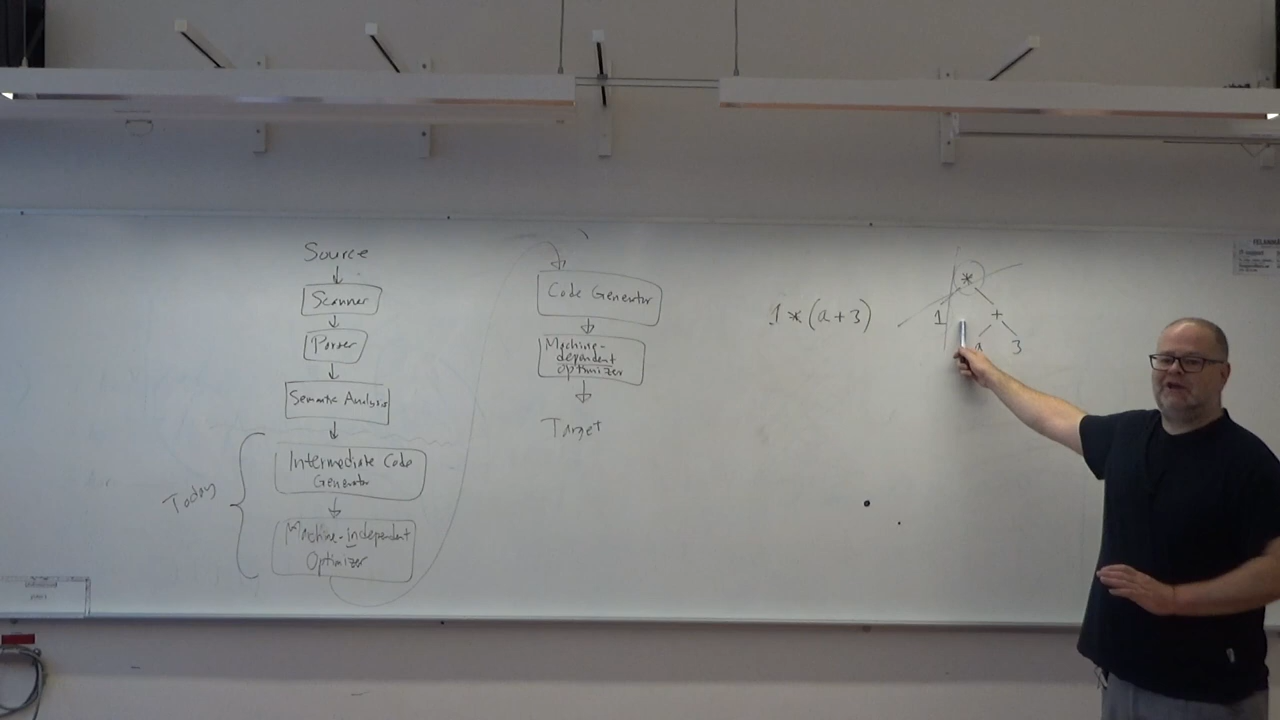 Source
Scanner
Parser
Semantic Analysis
Today
Intermediate Code
Generator
Machine-independent
Optimizer
Code Generator
Machine-
dependent
optimizer
Target
1 * (a + 3)
*
1 +
a 3